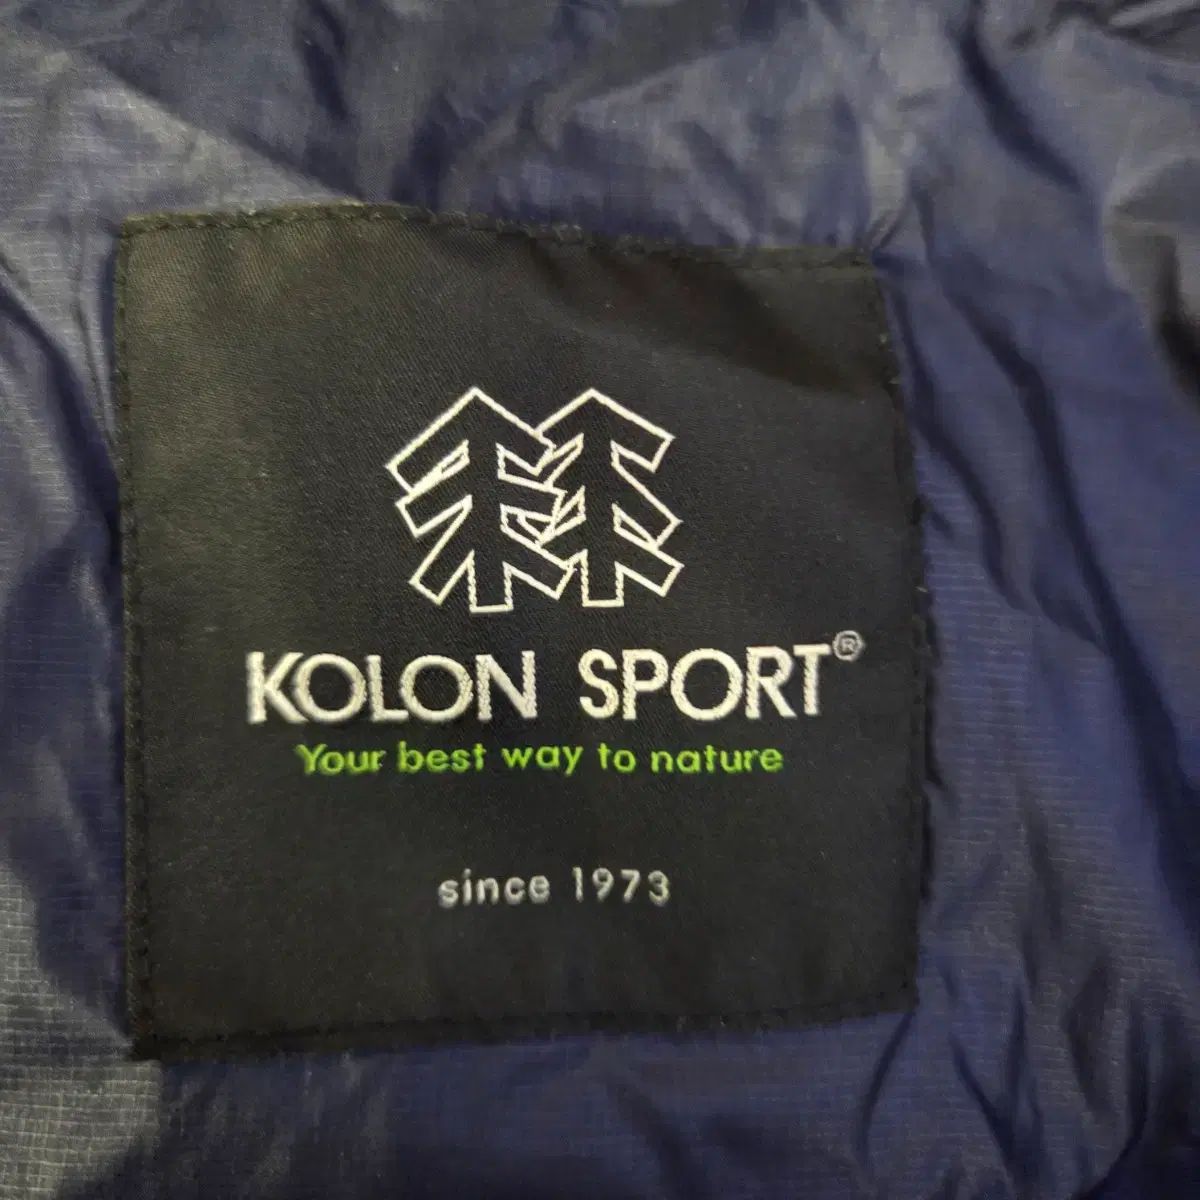 KOLON SPORT®
Your best way to nature
since 1973